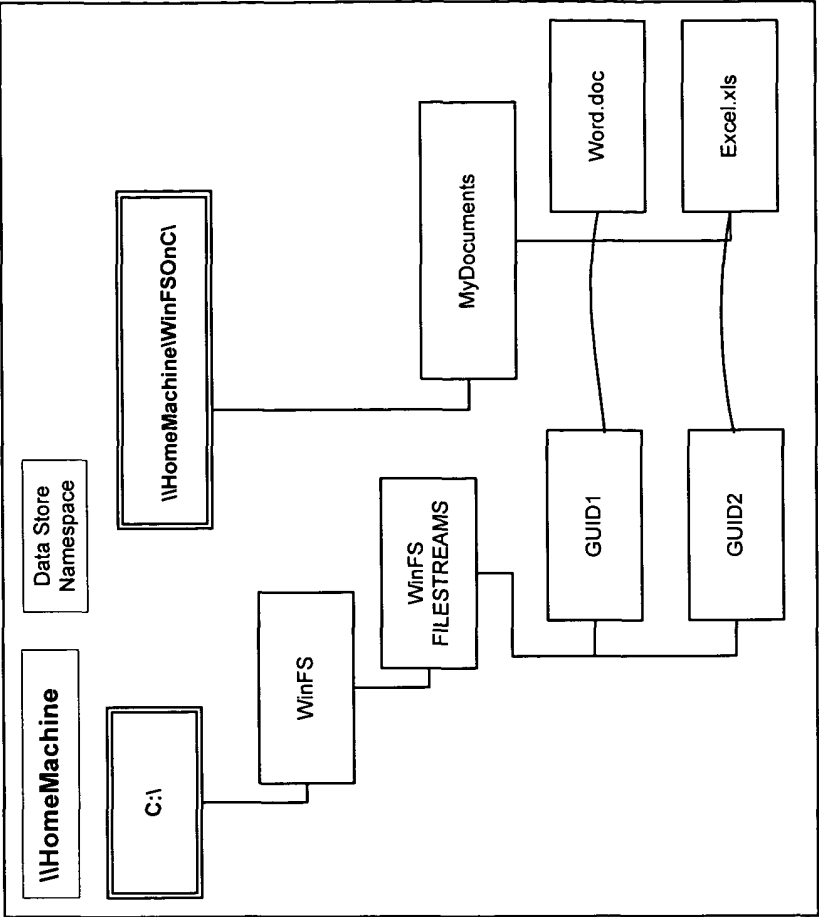 \\HomeMachine
Data Store
Namespace
C:\
\\HomeMachine\WinFSOnC\
WinFS
WinFS
FILESTREAMS
MyDocuments
GUID1
Word.doc
GUID2
Excel.xls